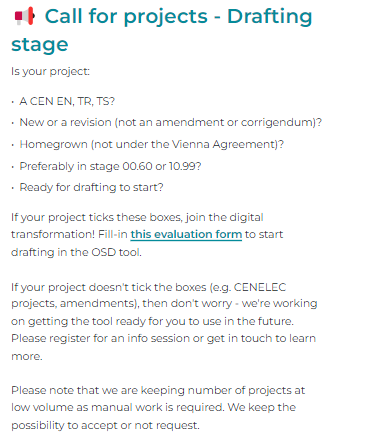 Call for projects - Drafting
stage
Is your project:
• A CEN EN, TR, TS?
• New or a revision (not an amendment or corrigendum)?
• Homegrown (not under the Vienna Agreement)?
• Preferably in stage 00.60 or 10.99?
• Ready for drafting to start?
If your project ticks these boxes, join the digital
transformation! Fill-in this evaluation form to start
drafting in the OSD tool.
If your project doesn't tick the boxes (e.g. CENELEC
projects, amendments), then don't worry - we're working
on getting the tool ready for you to use in the future.
Please register for an info session or get in touch to learn
more.
Please note that we are keeping number of projects at
low volume as manual work is required. We keep the
possibility to accept or not request.